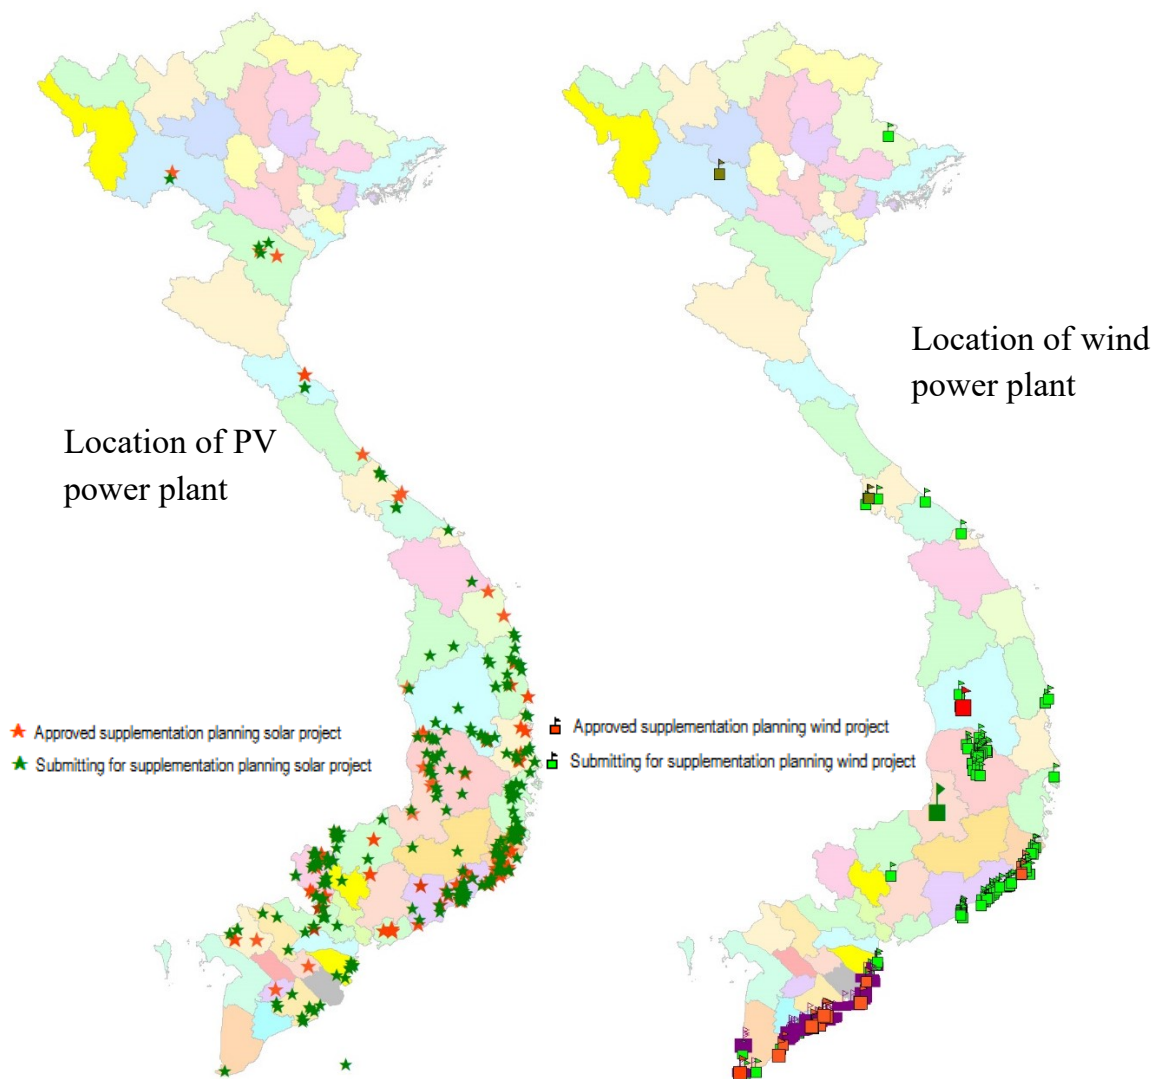 Location of wind
power plant
Location of PV
power plant
Approved supplementation planning solar project
Submitting for supplementation planning solar project
Approved supplementation planning wind project
Submitting for supplementation planning wind project